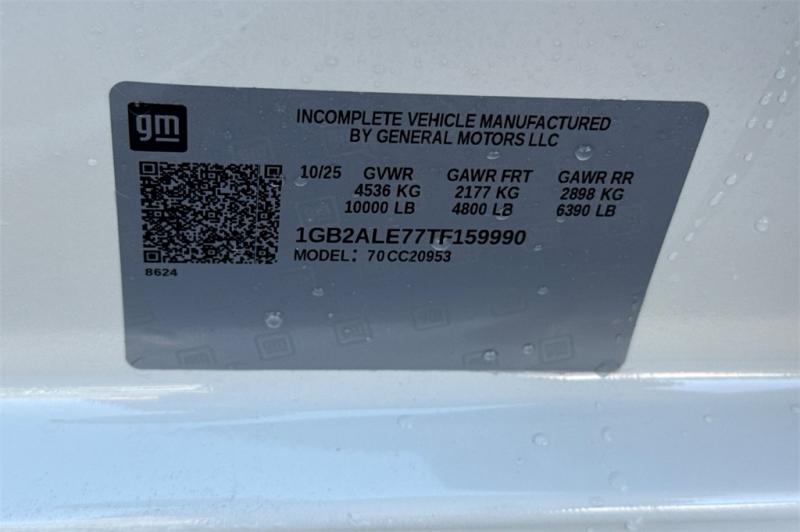 gm
INCOMPLETE VEHICLE MANUFACTURED
BY GENERAL MOTORS LLC
10/25 GVWR GAWR FRT GAWR RR
4536 KG 2177 KG 2898 KG
10000 LB 4800 LB 6390 LB
1GB2ALE77TF159990
MODEL: 70CC20953
8624